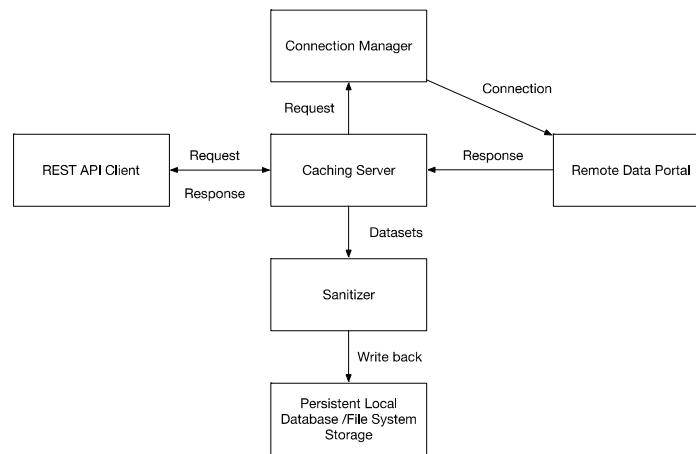 Connection Manager
Connection
Request
REST API Client
Request
Response
Caching Server
Response
Remote Data Portal
Datasets
Sanitizer
Write back
Persistent Local
Database /File System
Storage